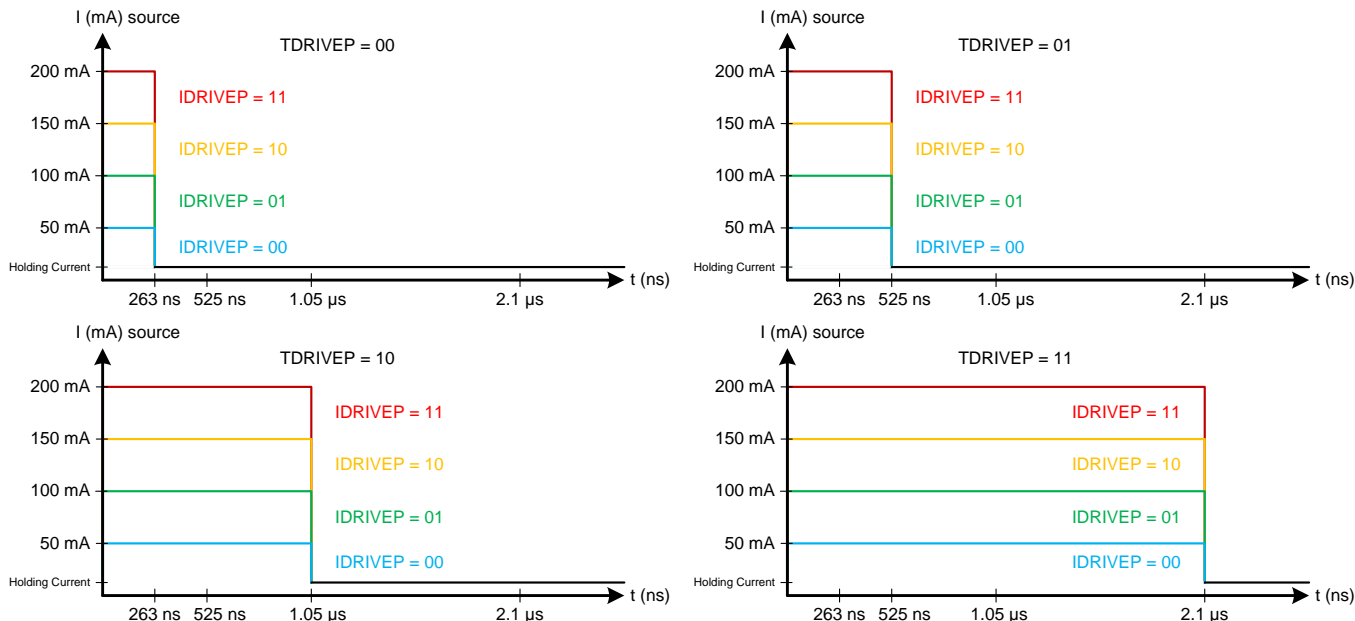 I (mA) source
TDRIVEP = 00
200 mA
IDRIVEP = 11
150 mA
IDRIVEP = 10
100 mA
IDRIVEP = 01
50 mA
IDRIVEP = 00
Holding Current
t (ns)
263 ns 525 ns 1.05 µs 2.1 µs
I (mA) source
TDRIVEP = 01
200 mA
IDRIVEP = 11
150 mA
IDRIVEP = 10
100 mA
IDRIVEP = 01
50 mA
IDRIVEP = 00
Holding Current
t (ns)
263 ns 525 ns 1.05 µs 2.1 µs
I (mA) source
TDRIVEP = 10
200 mA
IDRIVEP = 11
150 mA
IDRIVEP = 10
100 mA
IDRIVEP = 01
50 mA
IDRIVEP = 00
Holding Current
t (ns)
263 ns 525 ns 1.05 µs 2.1 µs
I (mA) source
TDRIVEP = 11
200 mA
IDRIVEP = 11
150 mA
IDRIVEP = 10
100 mA
IDRIVEP = 01
50 mA
IDRIVEP = 00
Holding Current
t (ns)
263 ns 525 ns 1.05 µs 2.1 µs